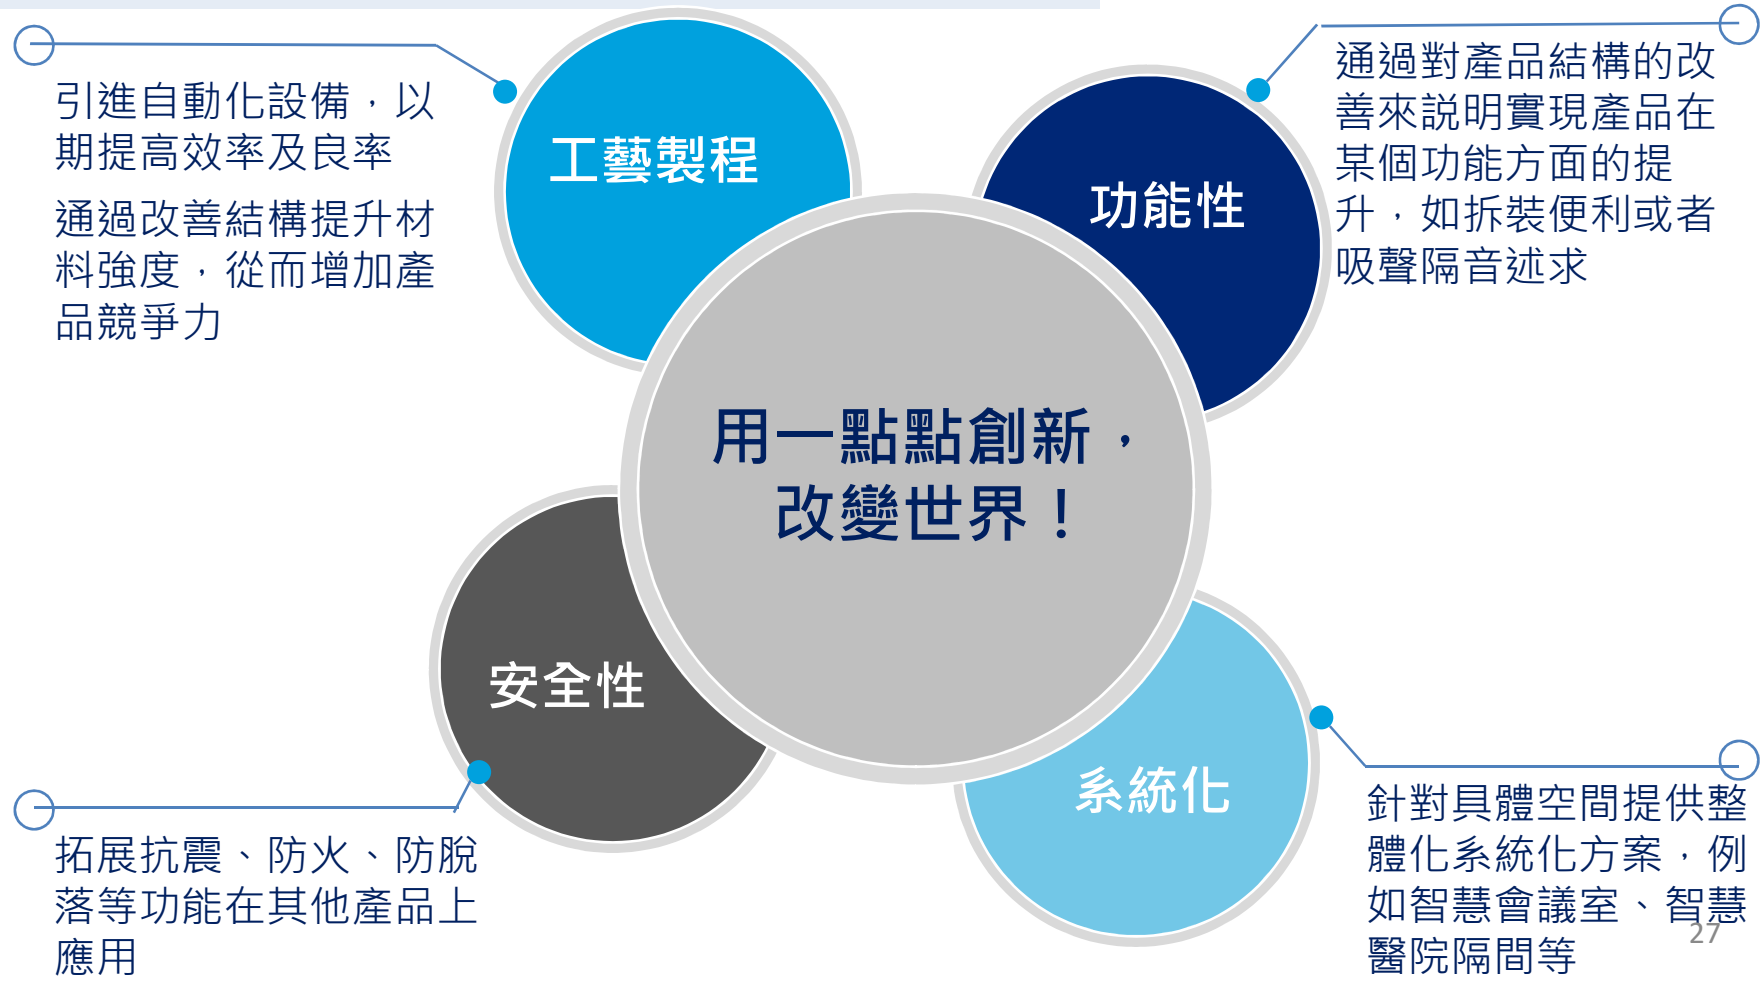 引進自動化設備，以
期提高效率及良率
通過改善結構提升材
料強度，從而增加產
品競爭力
工藝製程
功能性
通過對產品結構的改
善來説明實現產品在
某個功能方面的提
升，如拆裝便利或者
吸聲隔音述求
用一點點創新，
改變世界！
安全性
系統化
拓展抗震、防火、防脫
落等功能在其他產品上
應用
針對具體空間提供整
體化系統化方案，例
如智慧會議室、智慧
醫院隔間等
27